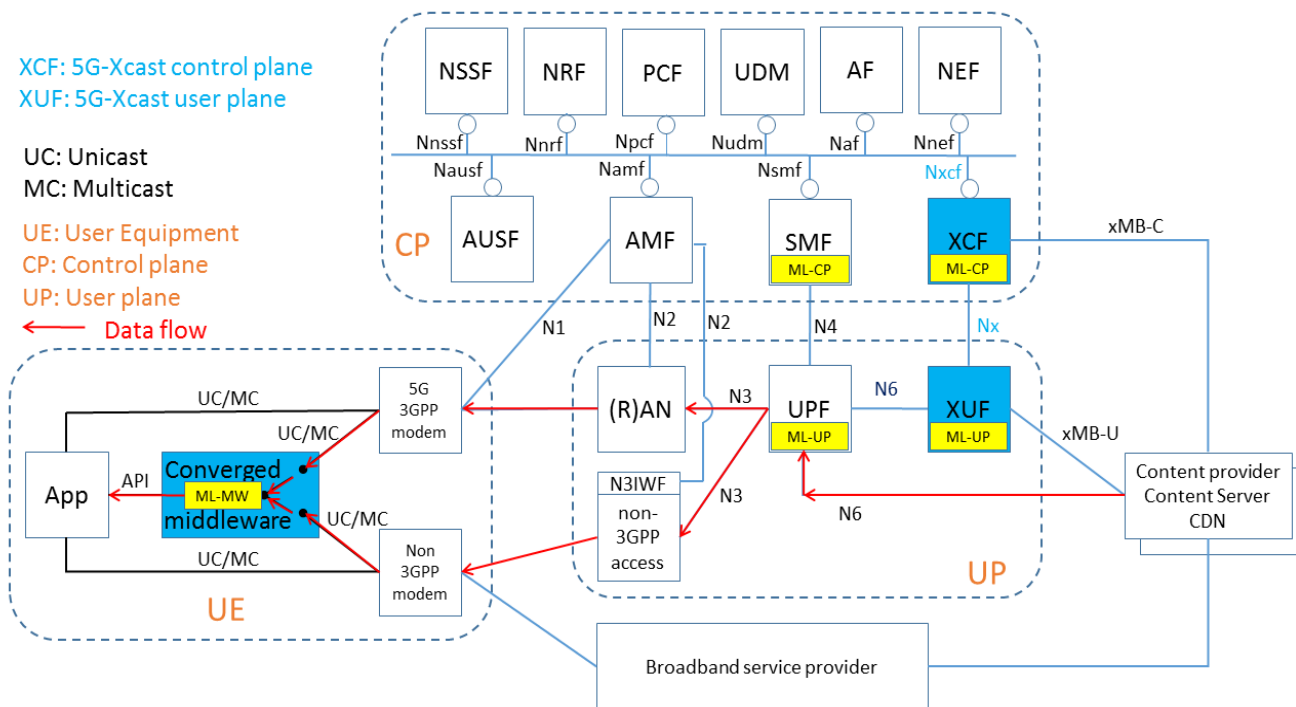 XCF: 5G-Xcast control plane
XUF: 5G-Xcast user plane
UC: Unicast
MC: Multicast
UE: User Equipment
CP: Control plane
UP: User plane
Data flow
NSSF
NRF
PCF
UDM
AF
NEF
Nnssf
Nnrf
Npcf
Nudm
Naf
Nnef
Nausf
Namf
Nsmf
Nxcf
CP
AUSF
AMF
SMF
ML-CP
XCF
ML-CP
xMB-C
N1
N2
N2
N4
Nx
UC/MC
5G
3GPP
modem
UC/MC
(R)AN
N3
UPF
ML-UP
N6
XUF
ML-UP
xMB-U
App
API
Converged
ML-MW
middleware
UC/MC
UC/MC
Non
3GPP
modem
N3IWF
non-
3GPP
access
N3
N6
Content provider
Content Server
CDN
UE
UP
Broadband service provider